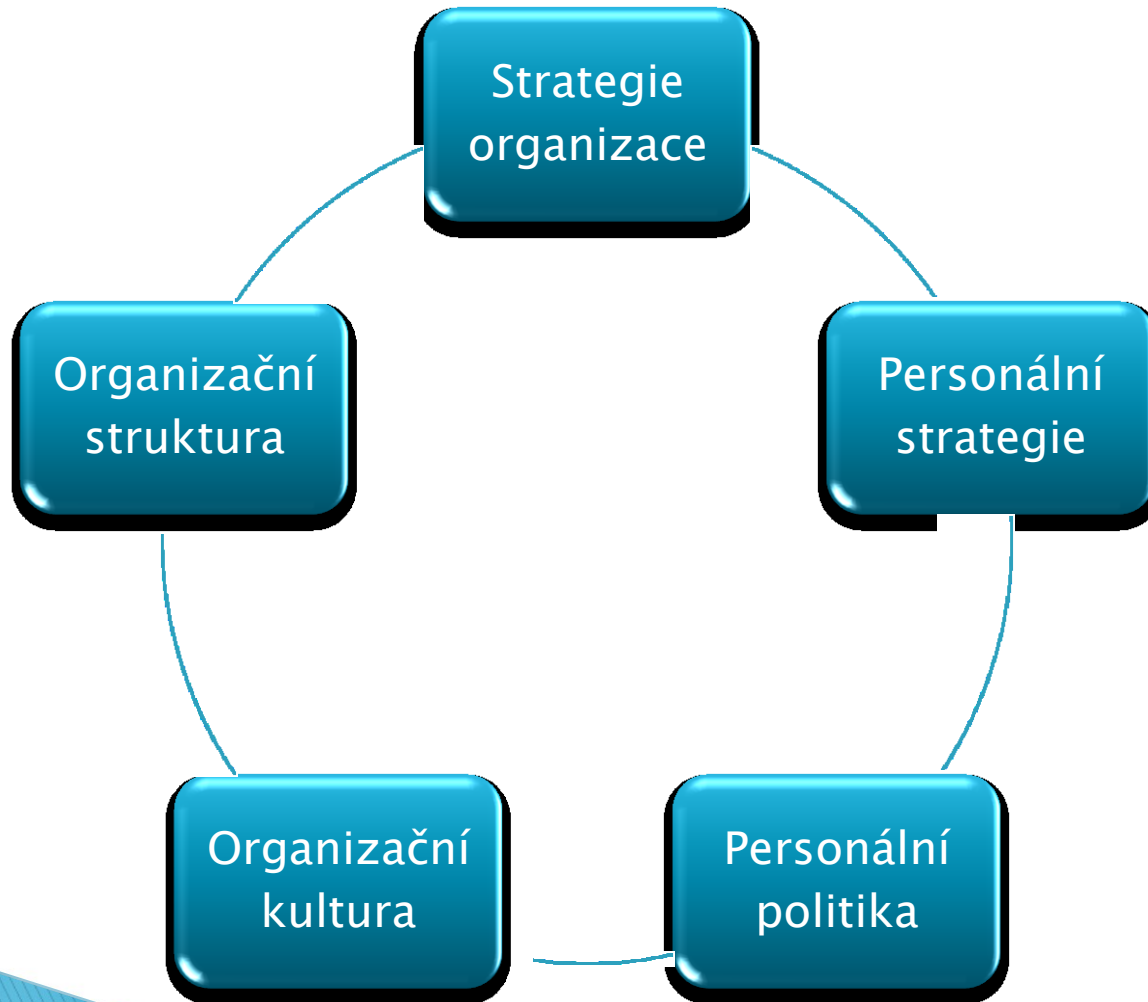 Strategie
organizace
Organizační
struktura
Personální
strategie
Organizační
kultura
Personální
politika